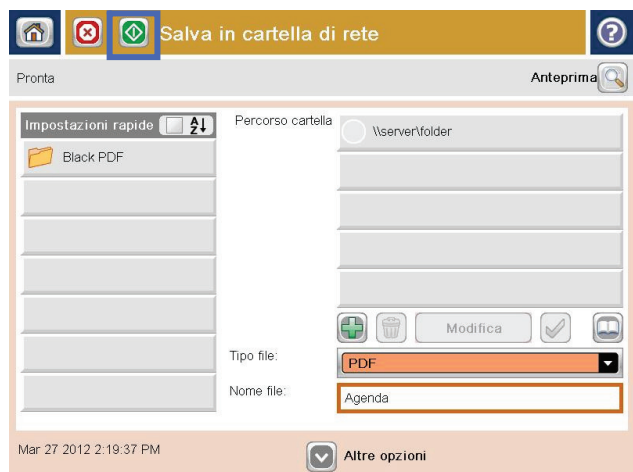 Salva in cartella di rete
Pronta
Anteprima
Impostazioni rapide
Percorso cartella
\\server\folder
Black PDF
Modifica
Tipo file:
PDF
Nome file:
Agenda
Mar 27 2012 2:19:37 PM
Altre opzioni